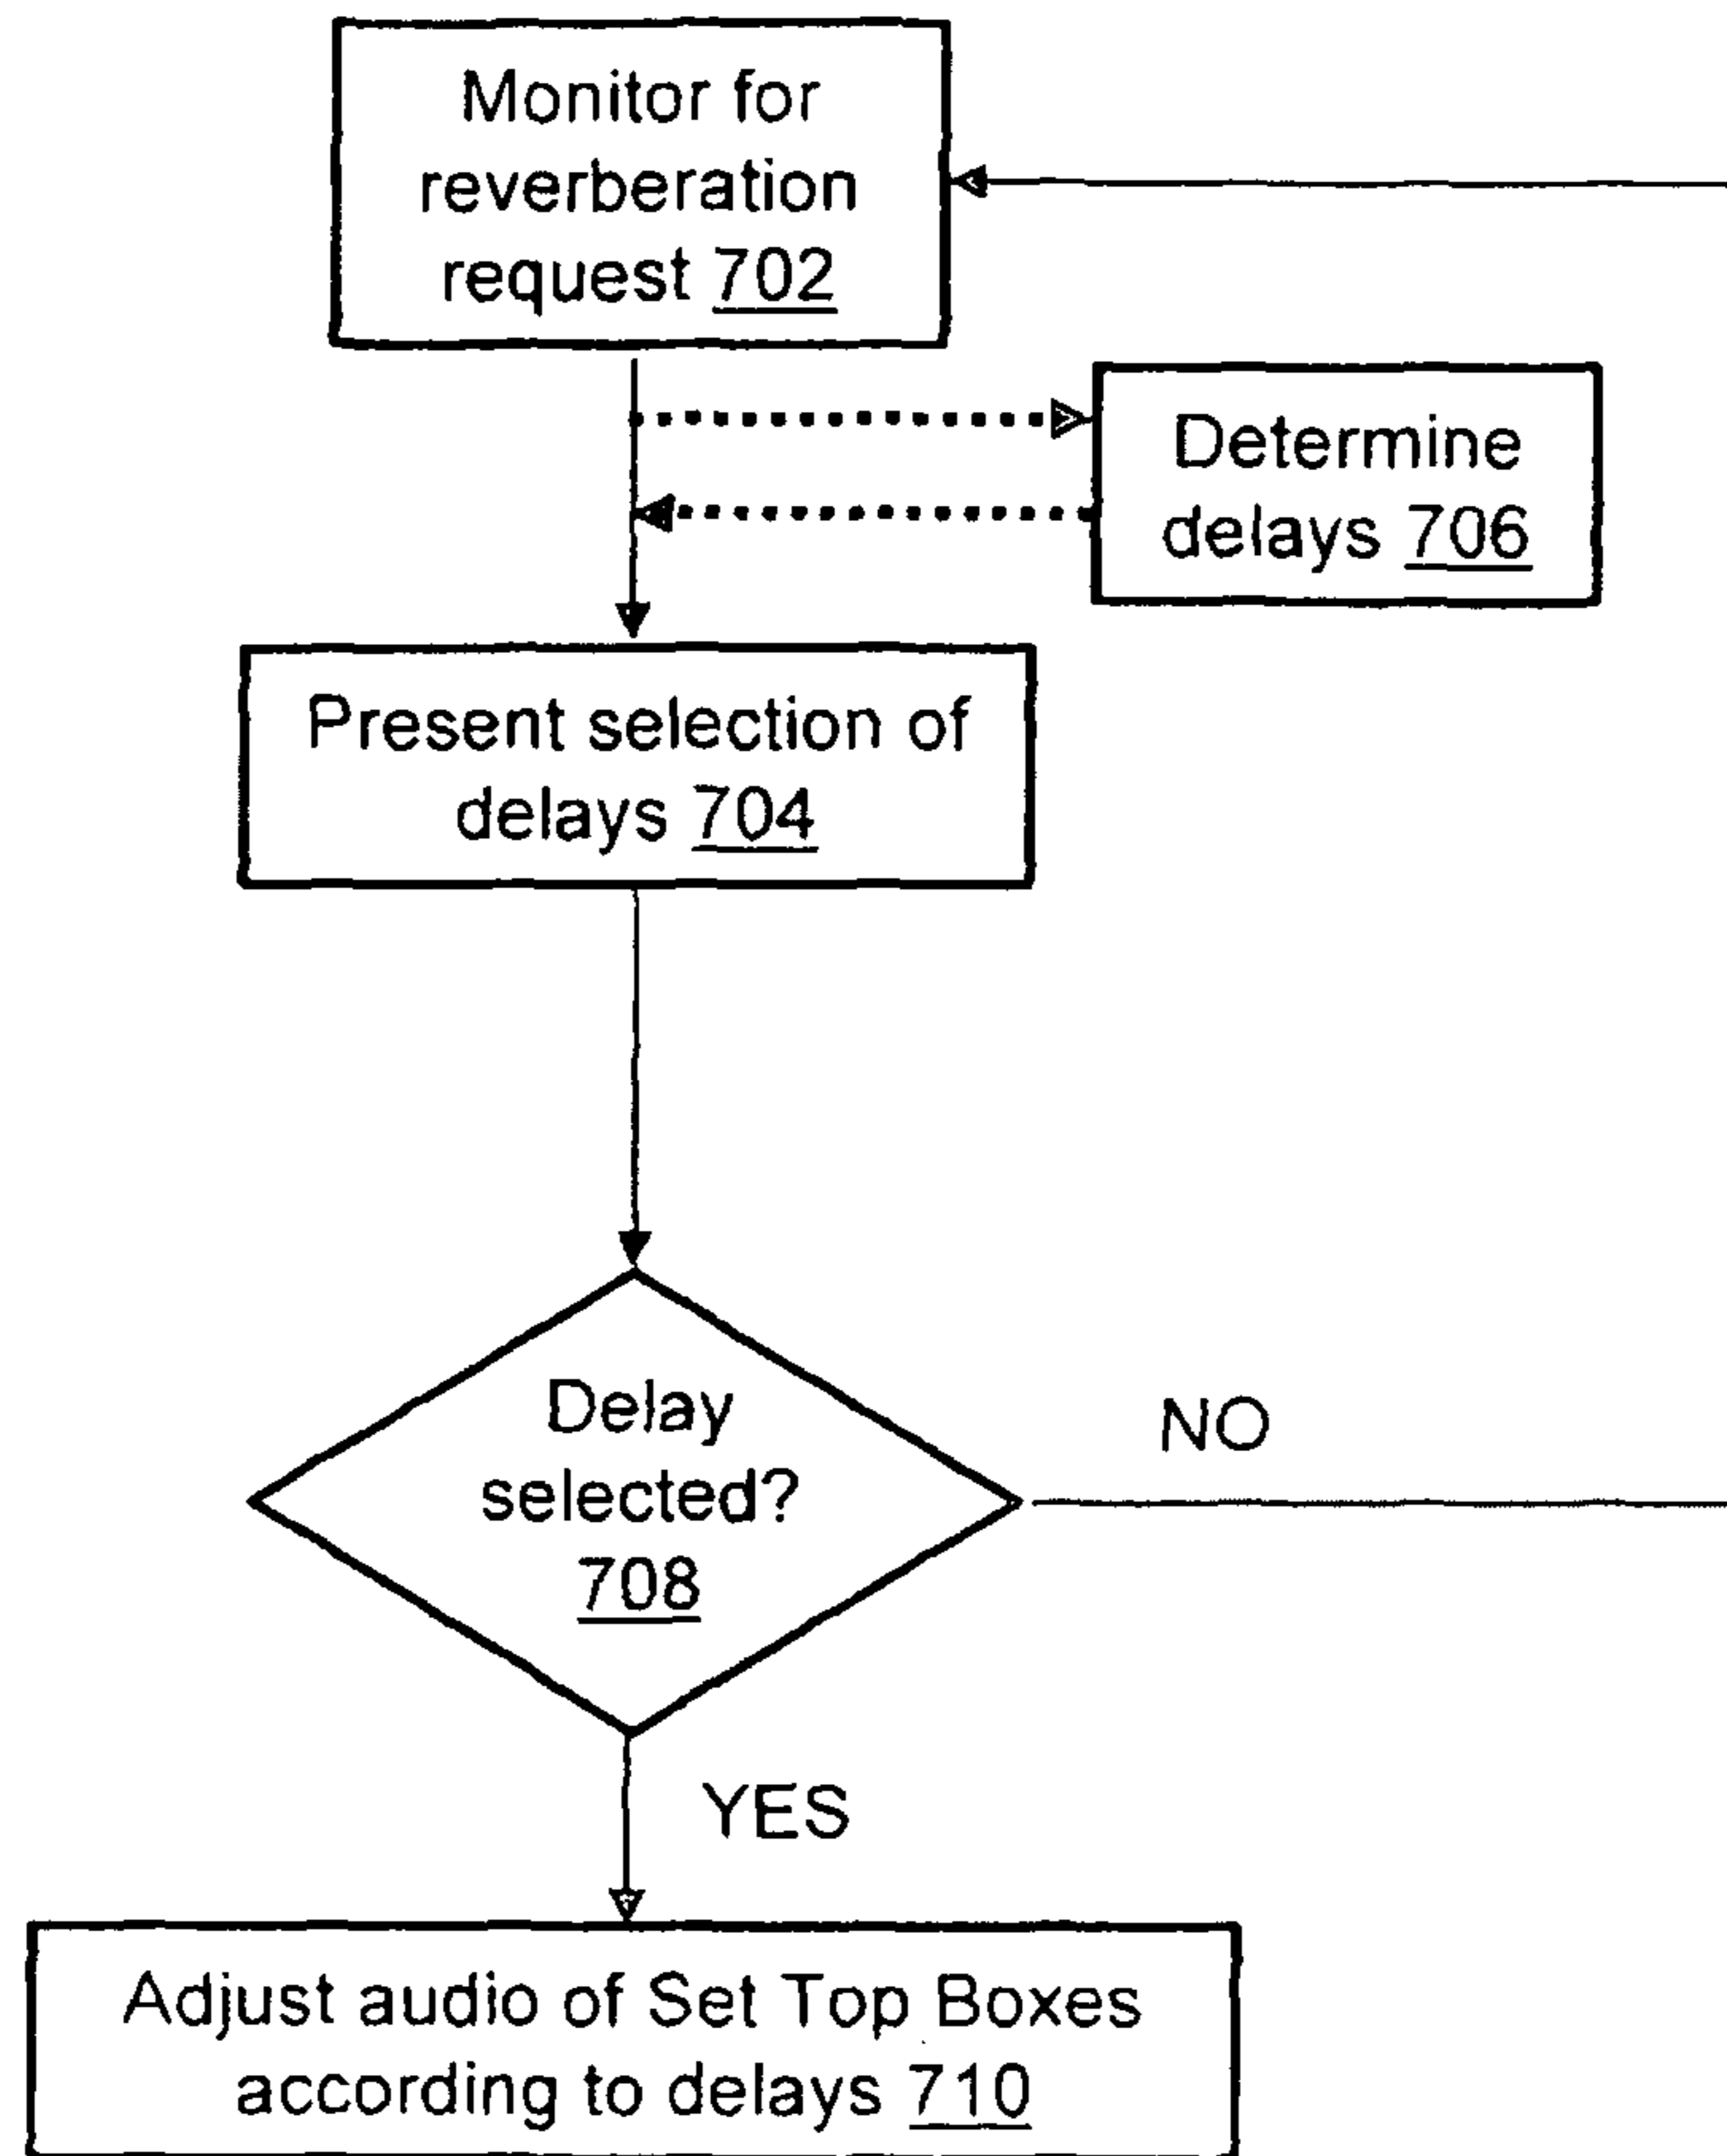 Monitor for
reverberation
request 702
Determine
delays 706
Present selection of
delays 704
Delay
selected?
708
NO
YES
Adjust audio of Set Top Boxes
according to delays 710